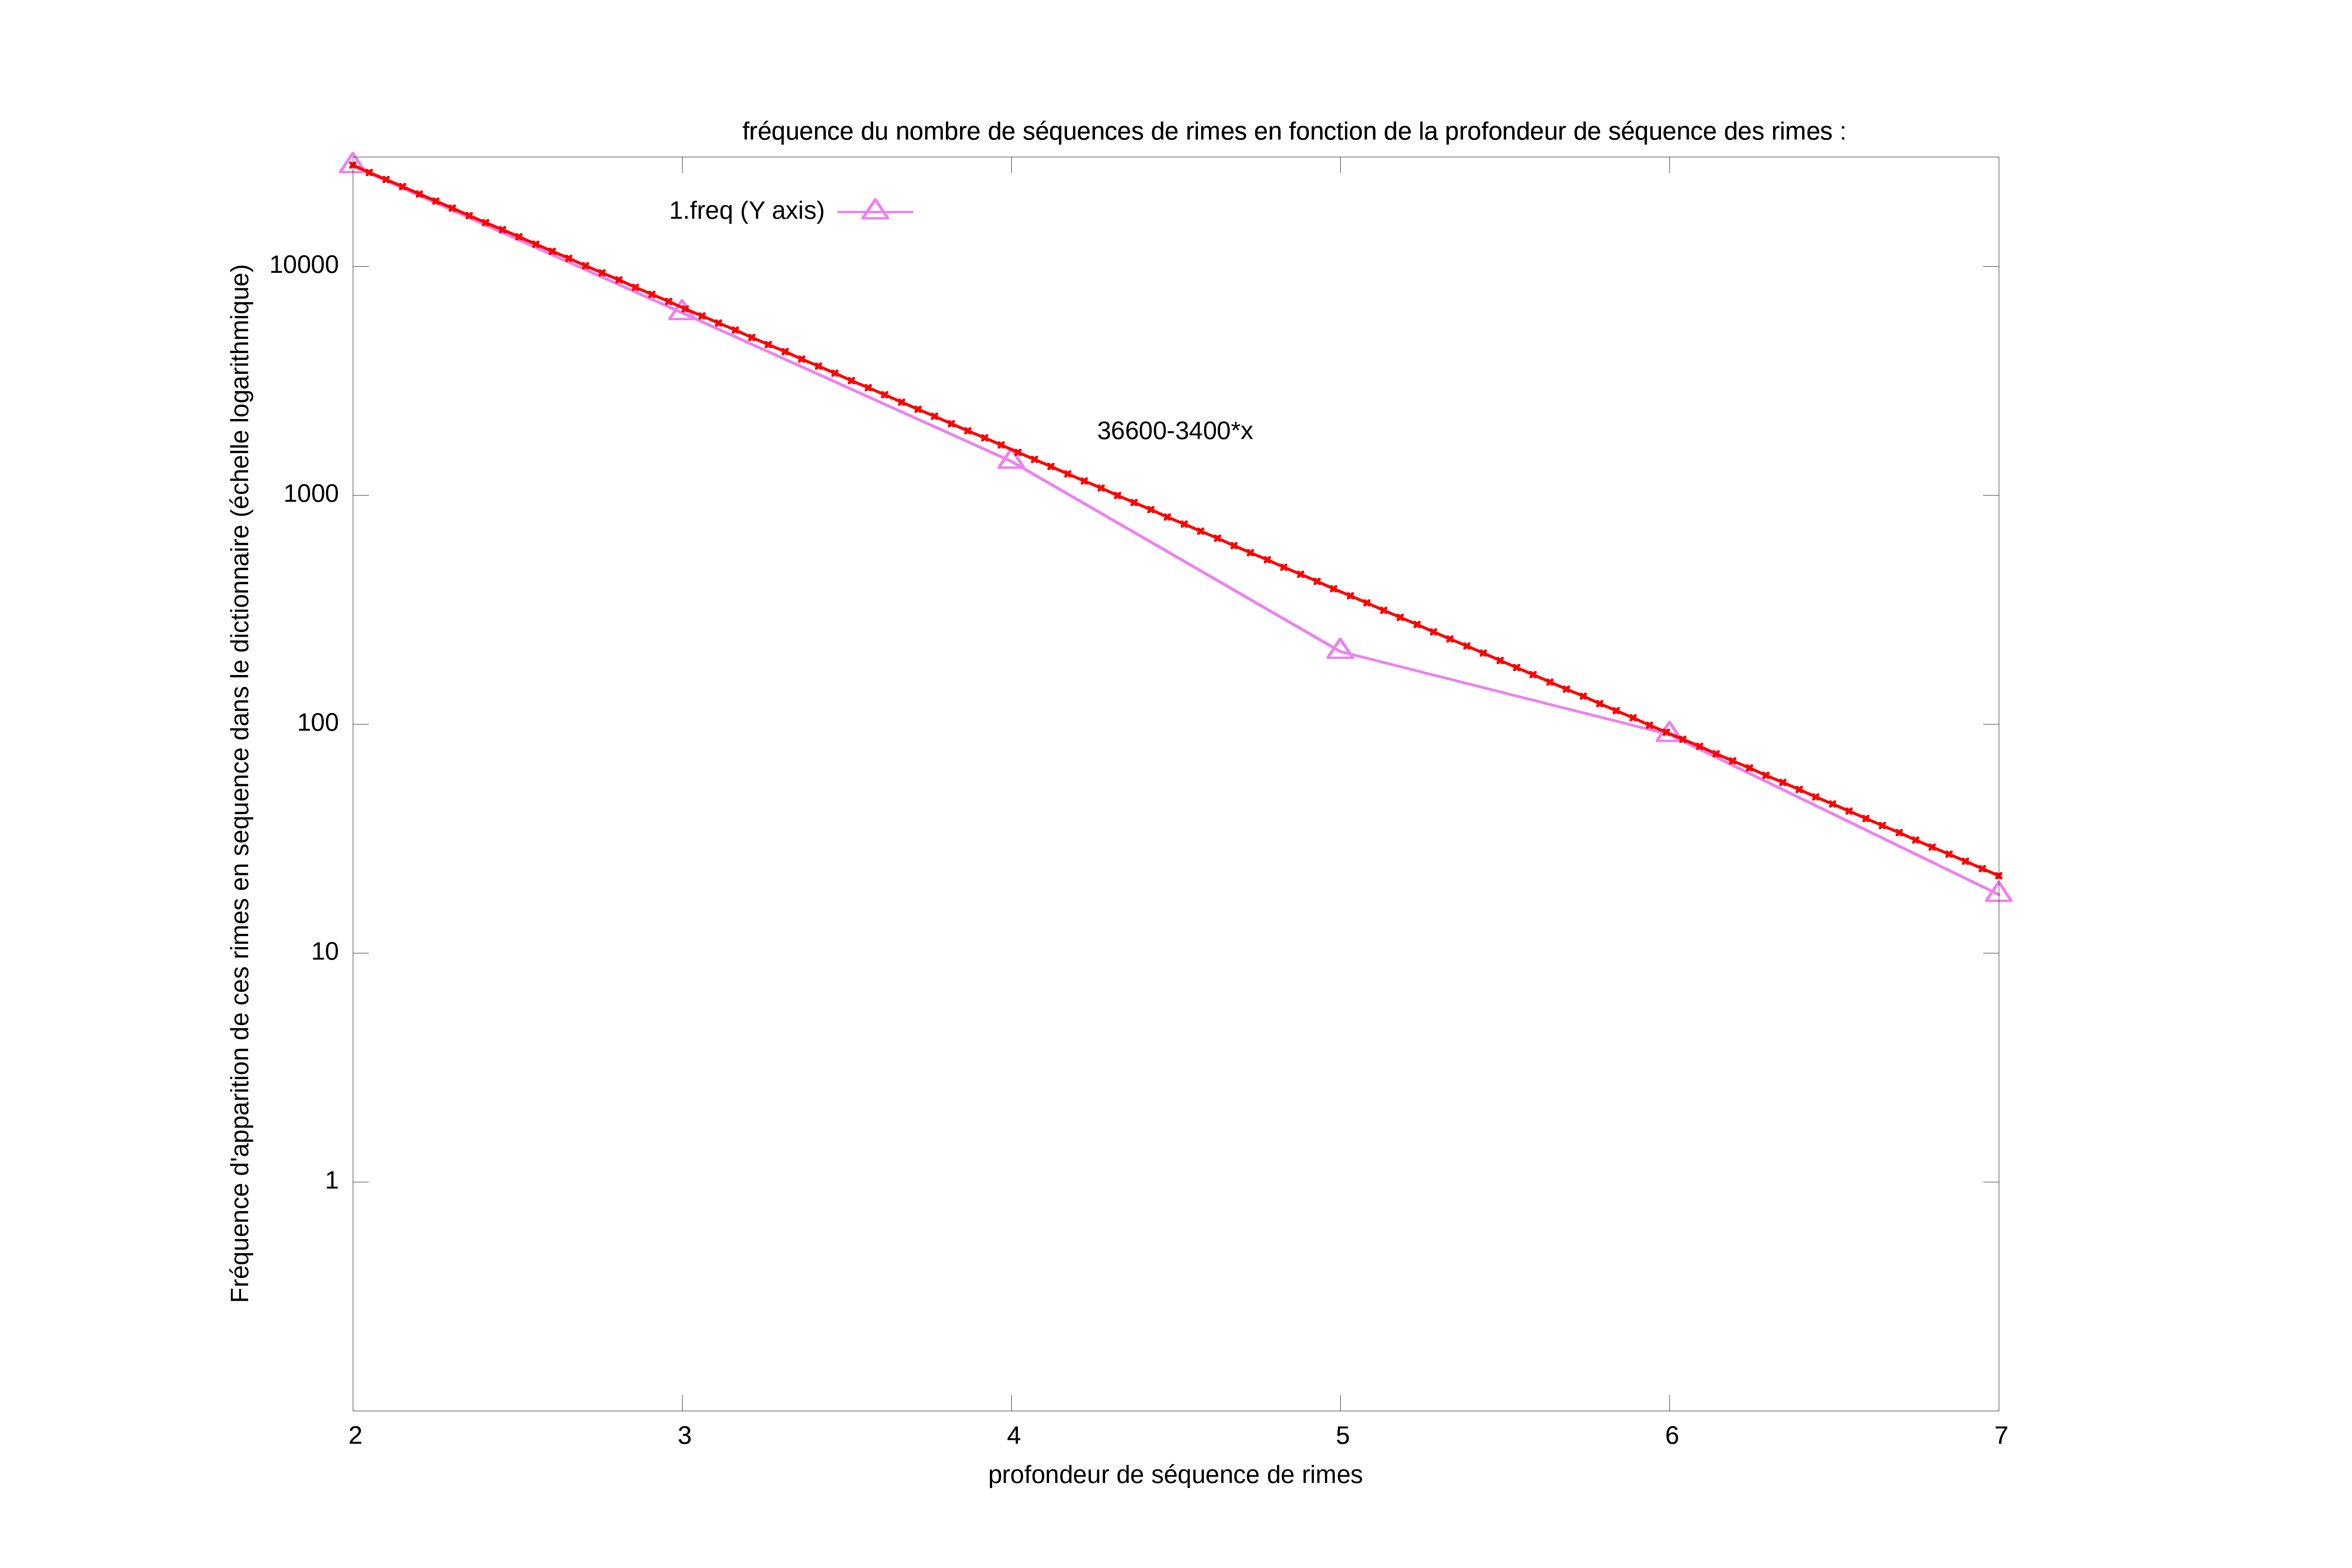 fréquence du nombre de séquences de rimes en fonction de la profondeur de séquence des rimes :
1.freq (Y axis)
36600-3400*x
Fréquence d'apparition de ces rimes en sequence dans le dictionnaire (échelle logarithmique)
10000
1000
100
10
1
2 3 4 5 6 7
profondeur de séquence de rimes